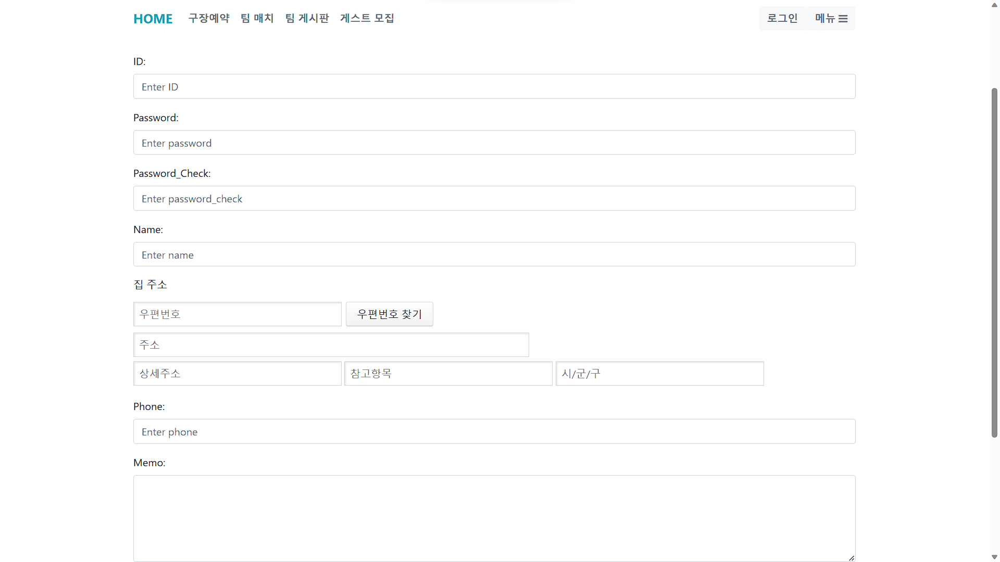 HOME 구장예약 팀 매치 팀 게시판 게스트 모집 로그인 메뉴
ID:
Enter ID
Password:
Enter password
Password_Check:
Enter password_check
Name:
Enter name
집 주소
우편번호 우편번호 찾기
주소
상세주소 참고항목 시/군/구
Phone:
Enter phone
Memo: